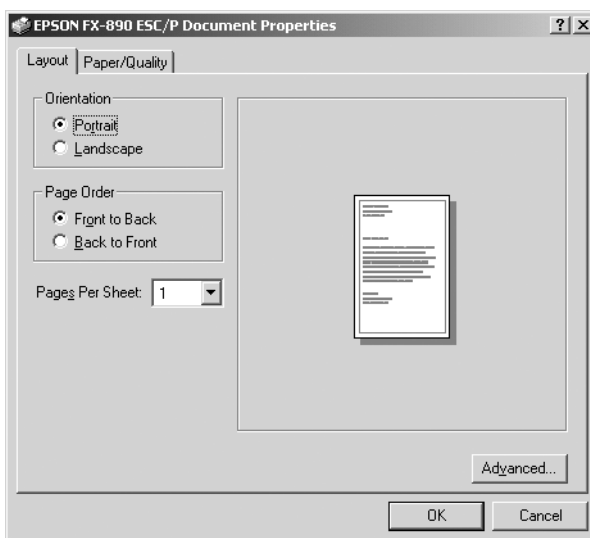 EPSON FX-890 ESC/P Document Properties
Layout
Paper/Quality
Orientation
Portrait
Landscape
Page Order
Front to Back
Back to Front
Pages Per Sheet: 1
Advanced...
OK
Cancel